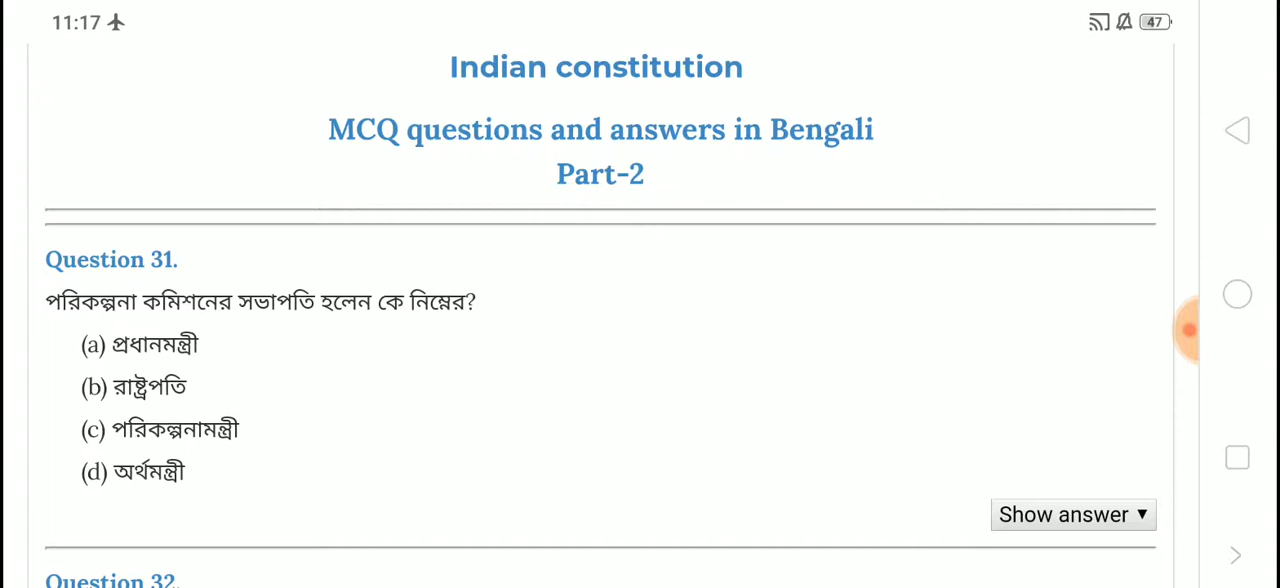 11:17
47
Indian constitution
MCQ questions and answers in Bengali
Part-2
Question 31.
পরিকল্পনা কমিশনের সভাপতি হলেন কে নিম্নের?
(a) প্রধানমন্ত্রী
(b) রাষ্ট্রপতি
(c) পরিকল্পনামন্ত্রী
(d) অর্থমন্ত্রী
Show answer ▼
Question 32.